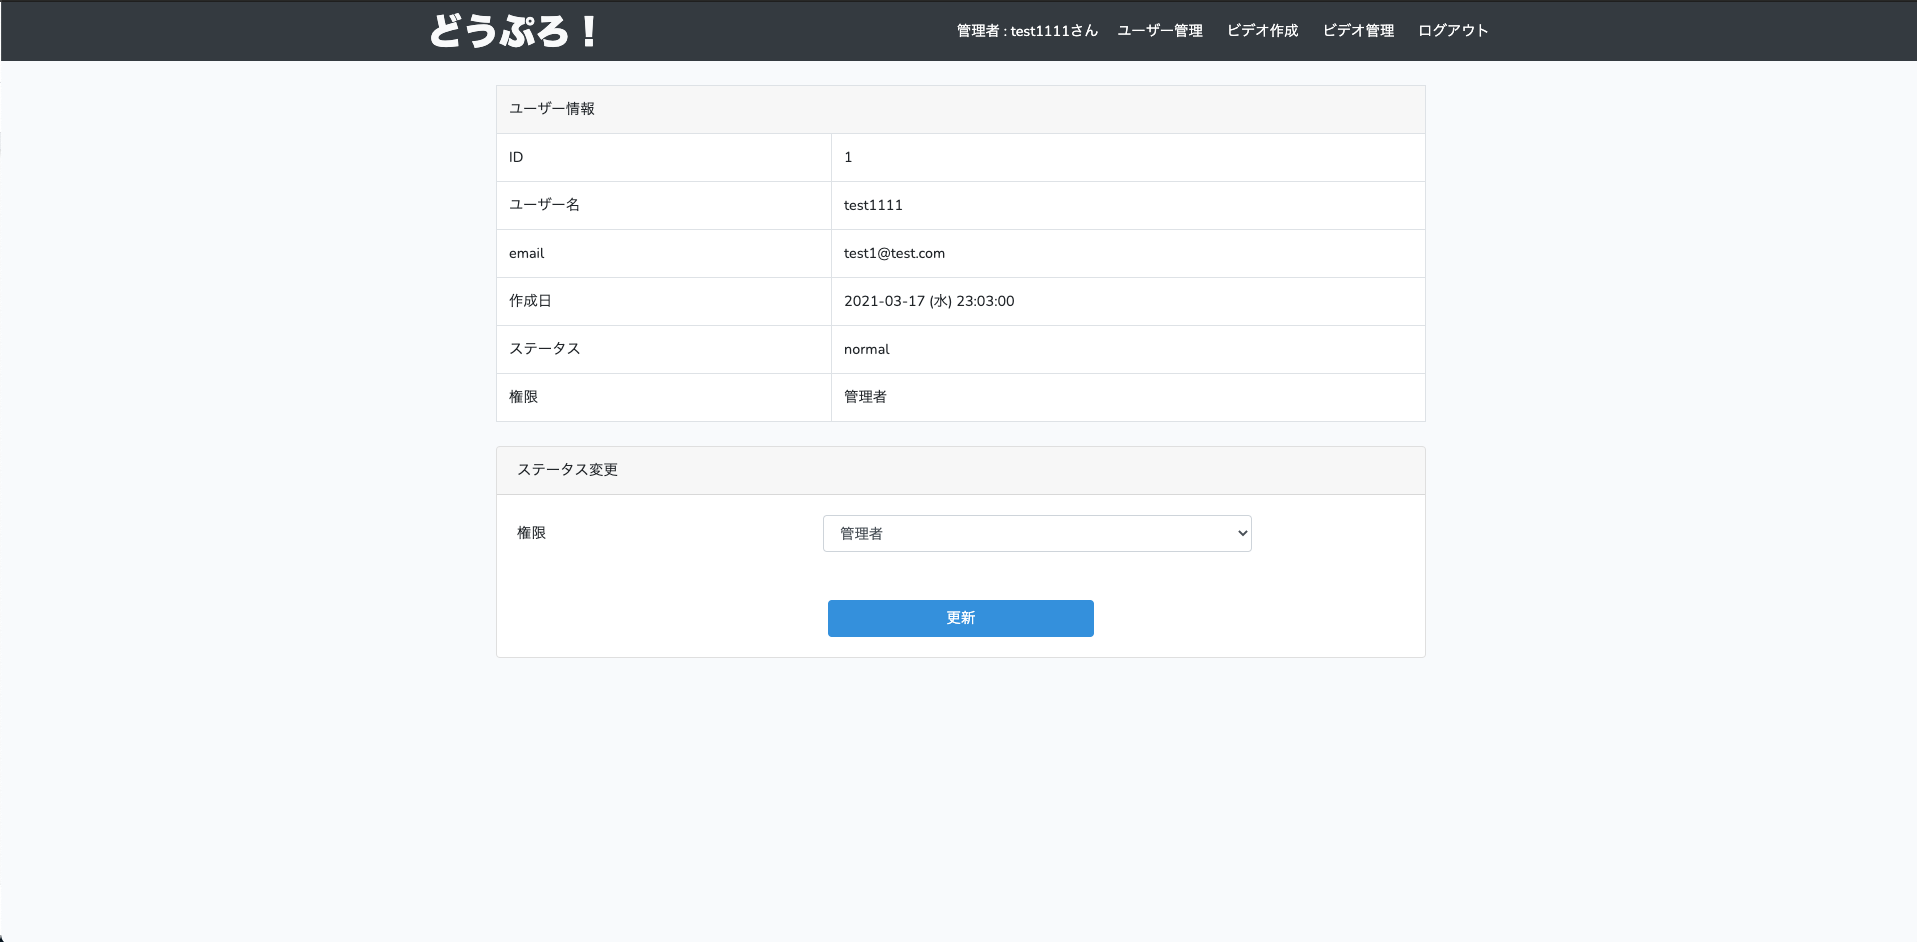 どうぷろ！
管理者 : test1111さん ユーザー管理 ビデオ作成 ビデオ管理 ログアウト
ユーザー情報
ID 1
ユーザー名 test1111
email test1@test.com
作成日 2021-03-17 (水) 23:03:00
ステータス normal
権限 管理者
ステータス変更
権限 管理者
更新